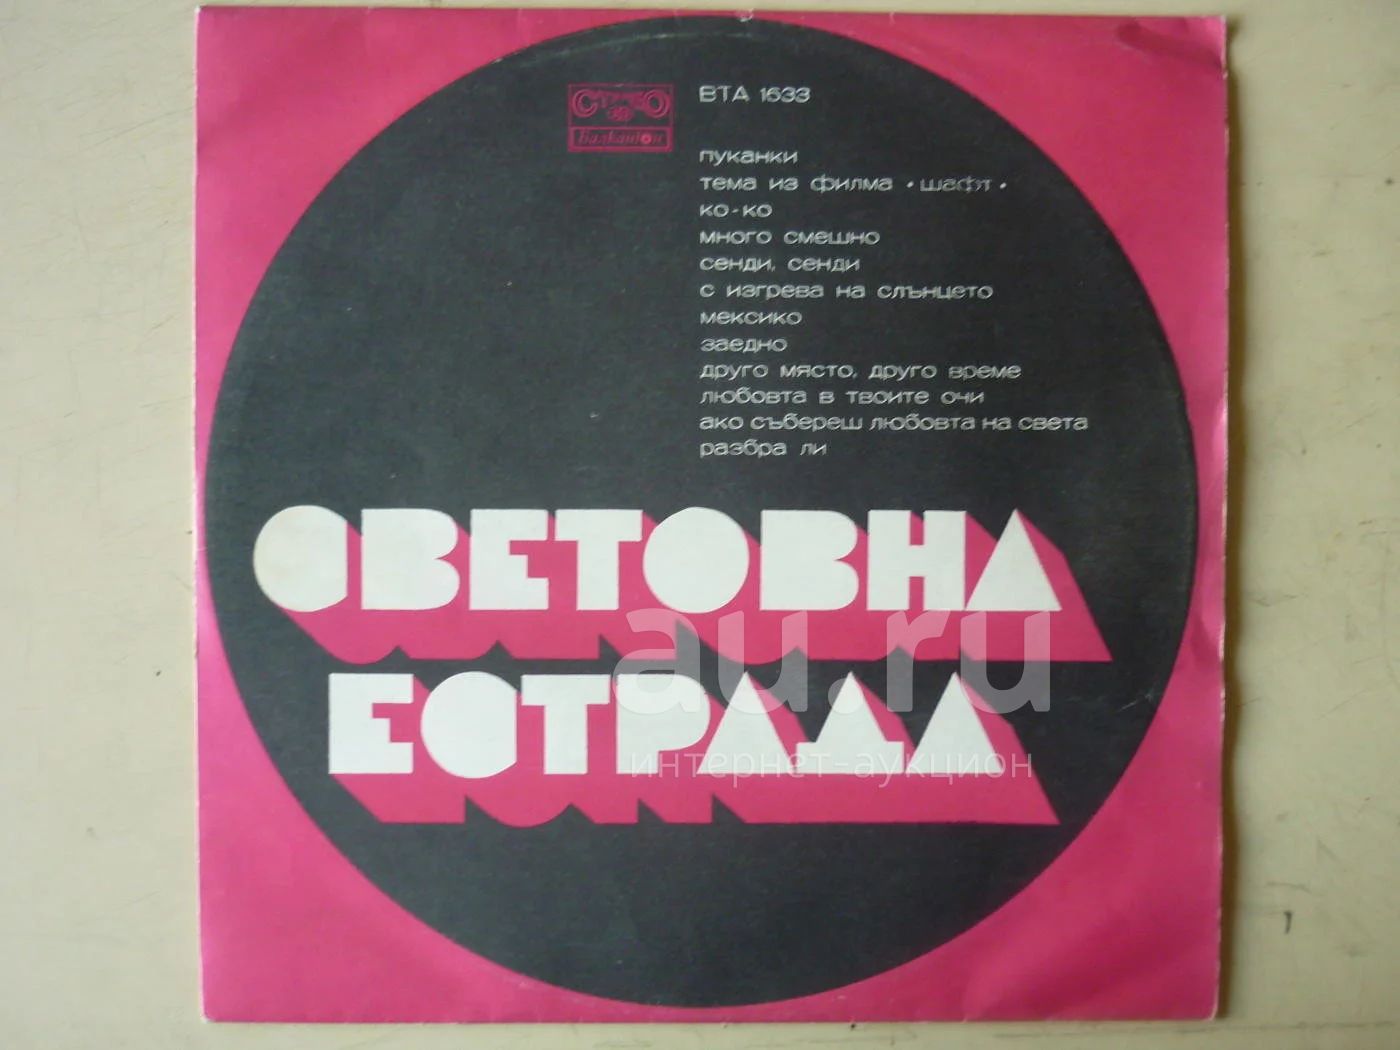 СТЕРЕО
33
Балкантон
ВТА 1633
пуканки
тема из филма • шафт •
ко-ко
много смешно
сенди, сенди
с изгрева на слънцето
мексико
заедно
друго място, друго време
любовта в твоите очи
ако събереш любовта на света
разбра ли
СВЕТОВНА
ЕСТРАДА
au.ru
интернет-аукцион